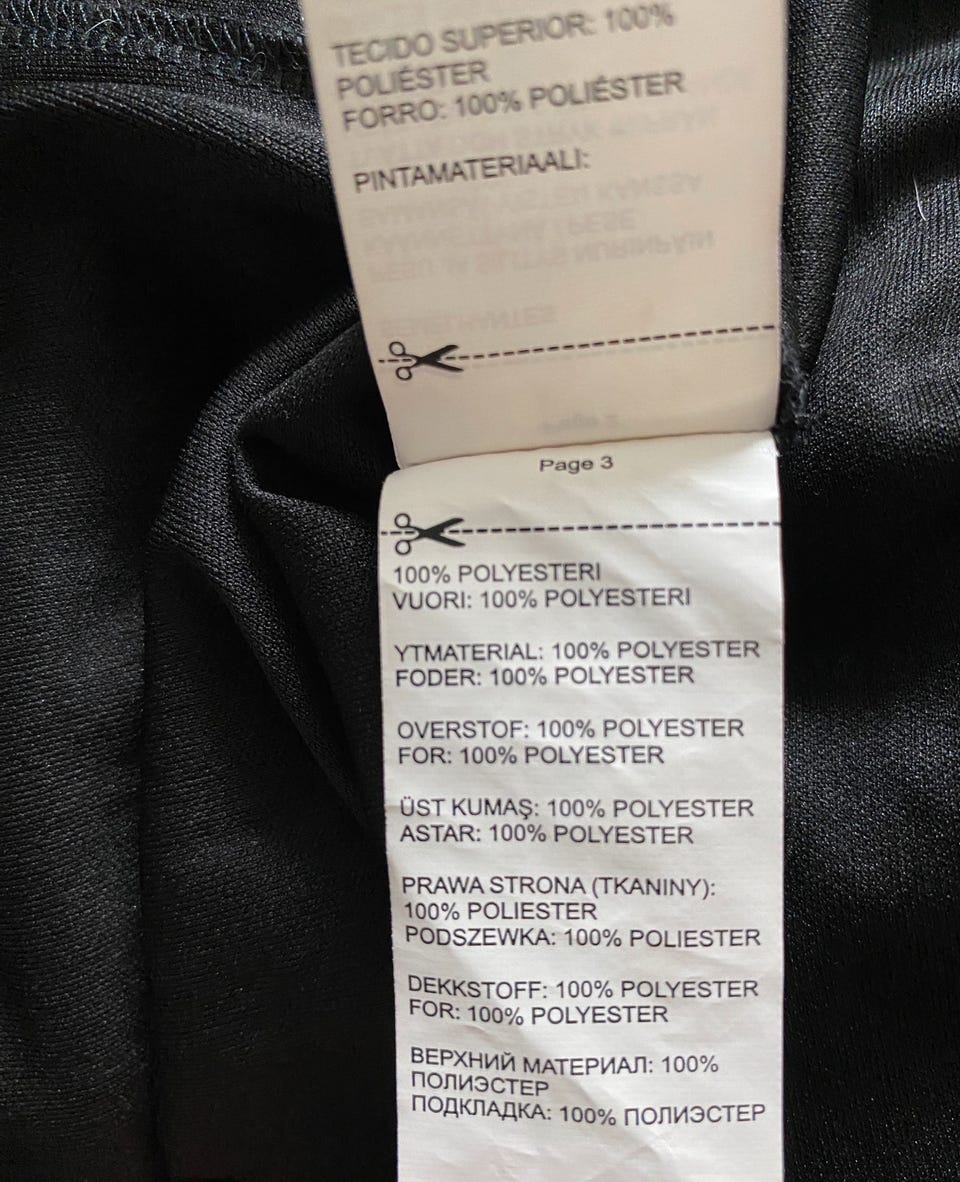 TECIDO SUPERIOR: 100%
POLIÉSTER
FORRO: 100% POLIÉSTER
PINTAMATERIAALI:
Page 3
100% POLYESTERI
VUORI: 100% POLYESTERI
YTMATERIAL: 100% POLYESTER
FODER: 100% POLYESTER
OVERSTOF: 100% POLYESTER
FOR: 100% POLYESTER
ÜST KUMAŞ: 100% POLYESTER
ASTAR: 100% POLYESTER
PRAWA STRONA (TKANINY):
100% POLIESTER
PODSZEWKA: 100% POLIESTER
DEKKSTOFF: 100% POLYESTER
FOR: 100% POLYESTER
ВЕРХНИЙ МАТЕРИАЛ: 100%
ПОЛИЭСТЕР
ПОДКЛАДКА: 100% ПОЛИЭСТЕР